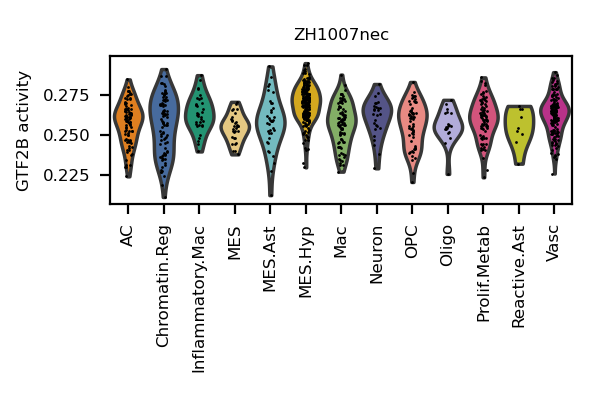 ZH1007nec
GTF2B activity
0.275
0.250
0.225
AC
Chromatin.Reg
Inflammatory.Mac
MES
MES.Ast
MES.Hyp
Mac
Neuron
OPC
Oligo
Prolif.Metab
Reactive.Ast
Vasc